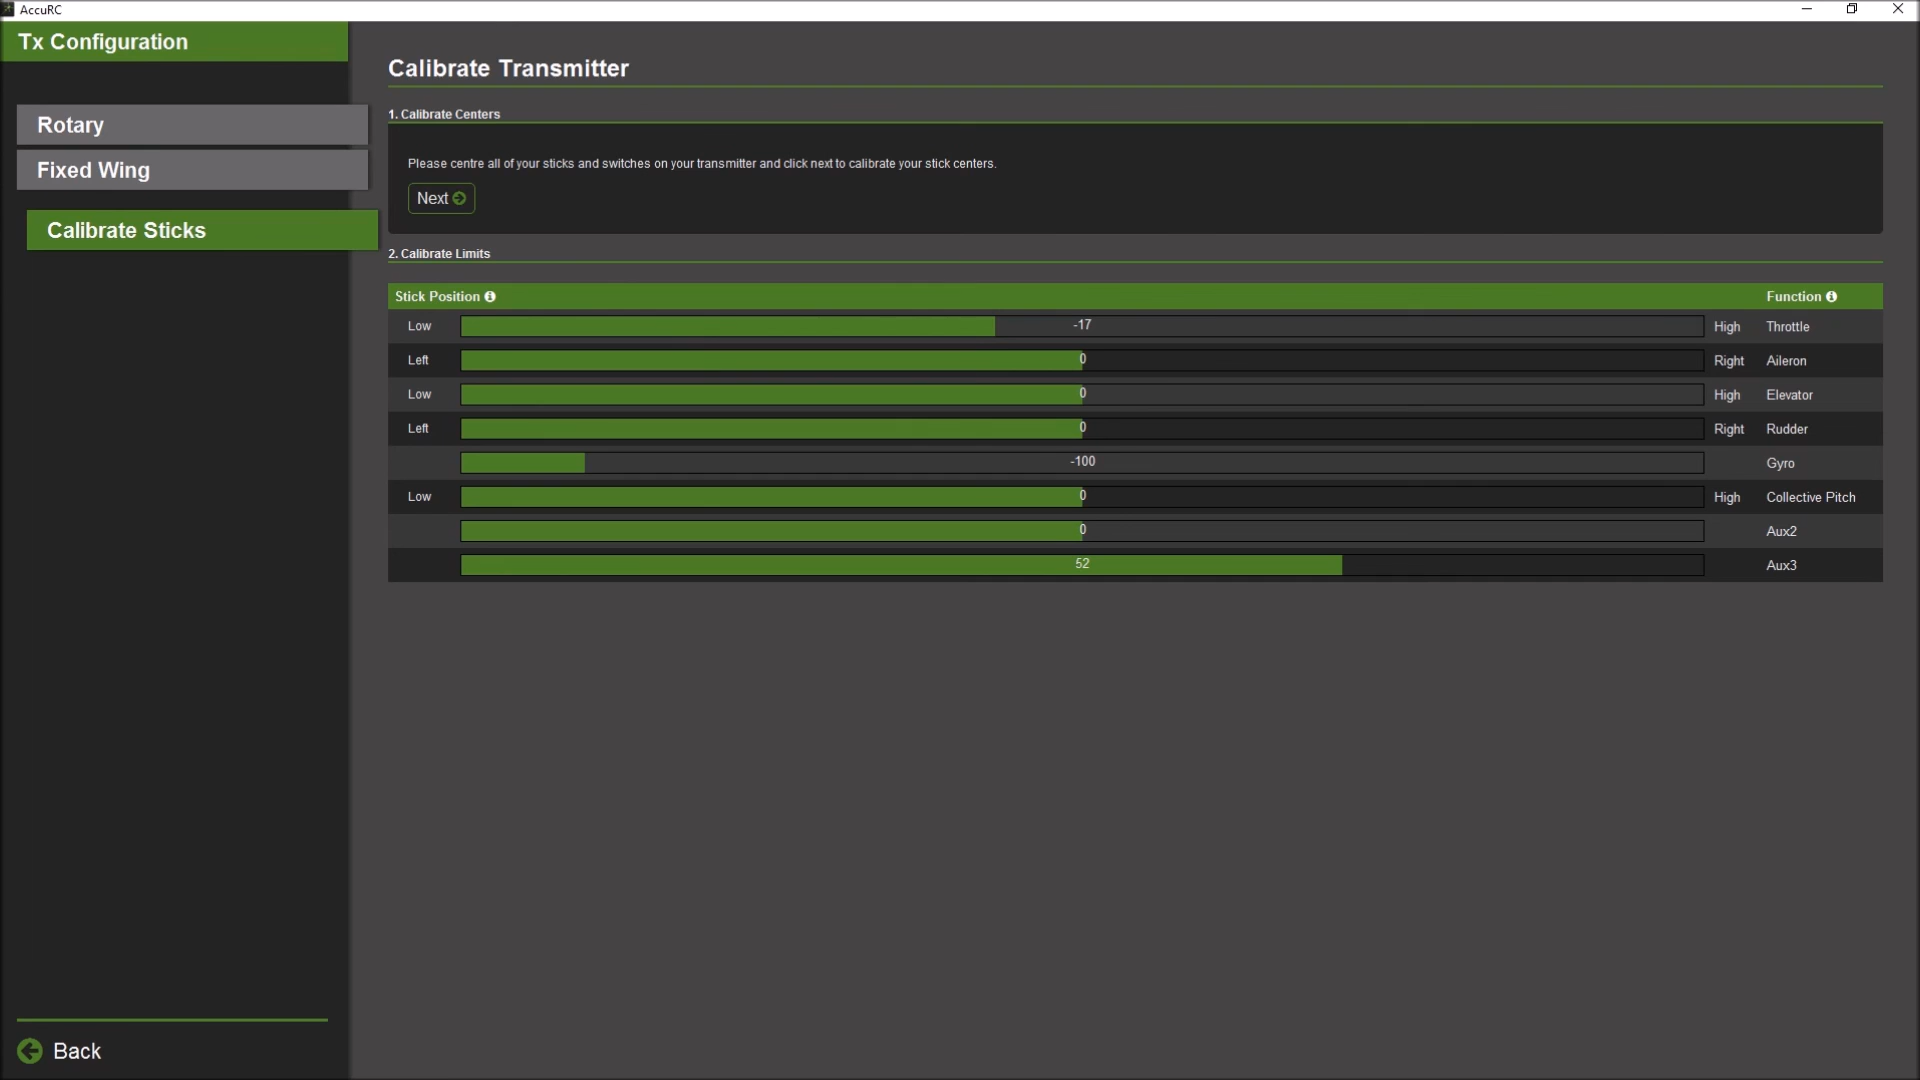 AccuRC
Tx Configuration
Rotary
Fixed Wing
Calibrate Sticks
Back
Calibrate Transmitter
1. Calibrate Centers
Please centre all of your sticks and switches on your transmitter and click next to calibrate your stick centers.
Next
2. Calibrate Limits
Stick Position Function
Low -17 High Throttle
Left 0 Right Aileron
Low 0 High Elevator
Left 0 Right Rudder
-100 Gyro
Low 0 High Collective Pitch
0 Aux2
52 Aux3